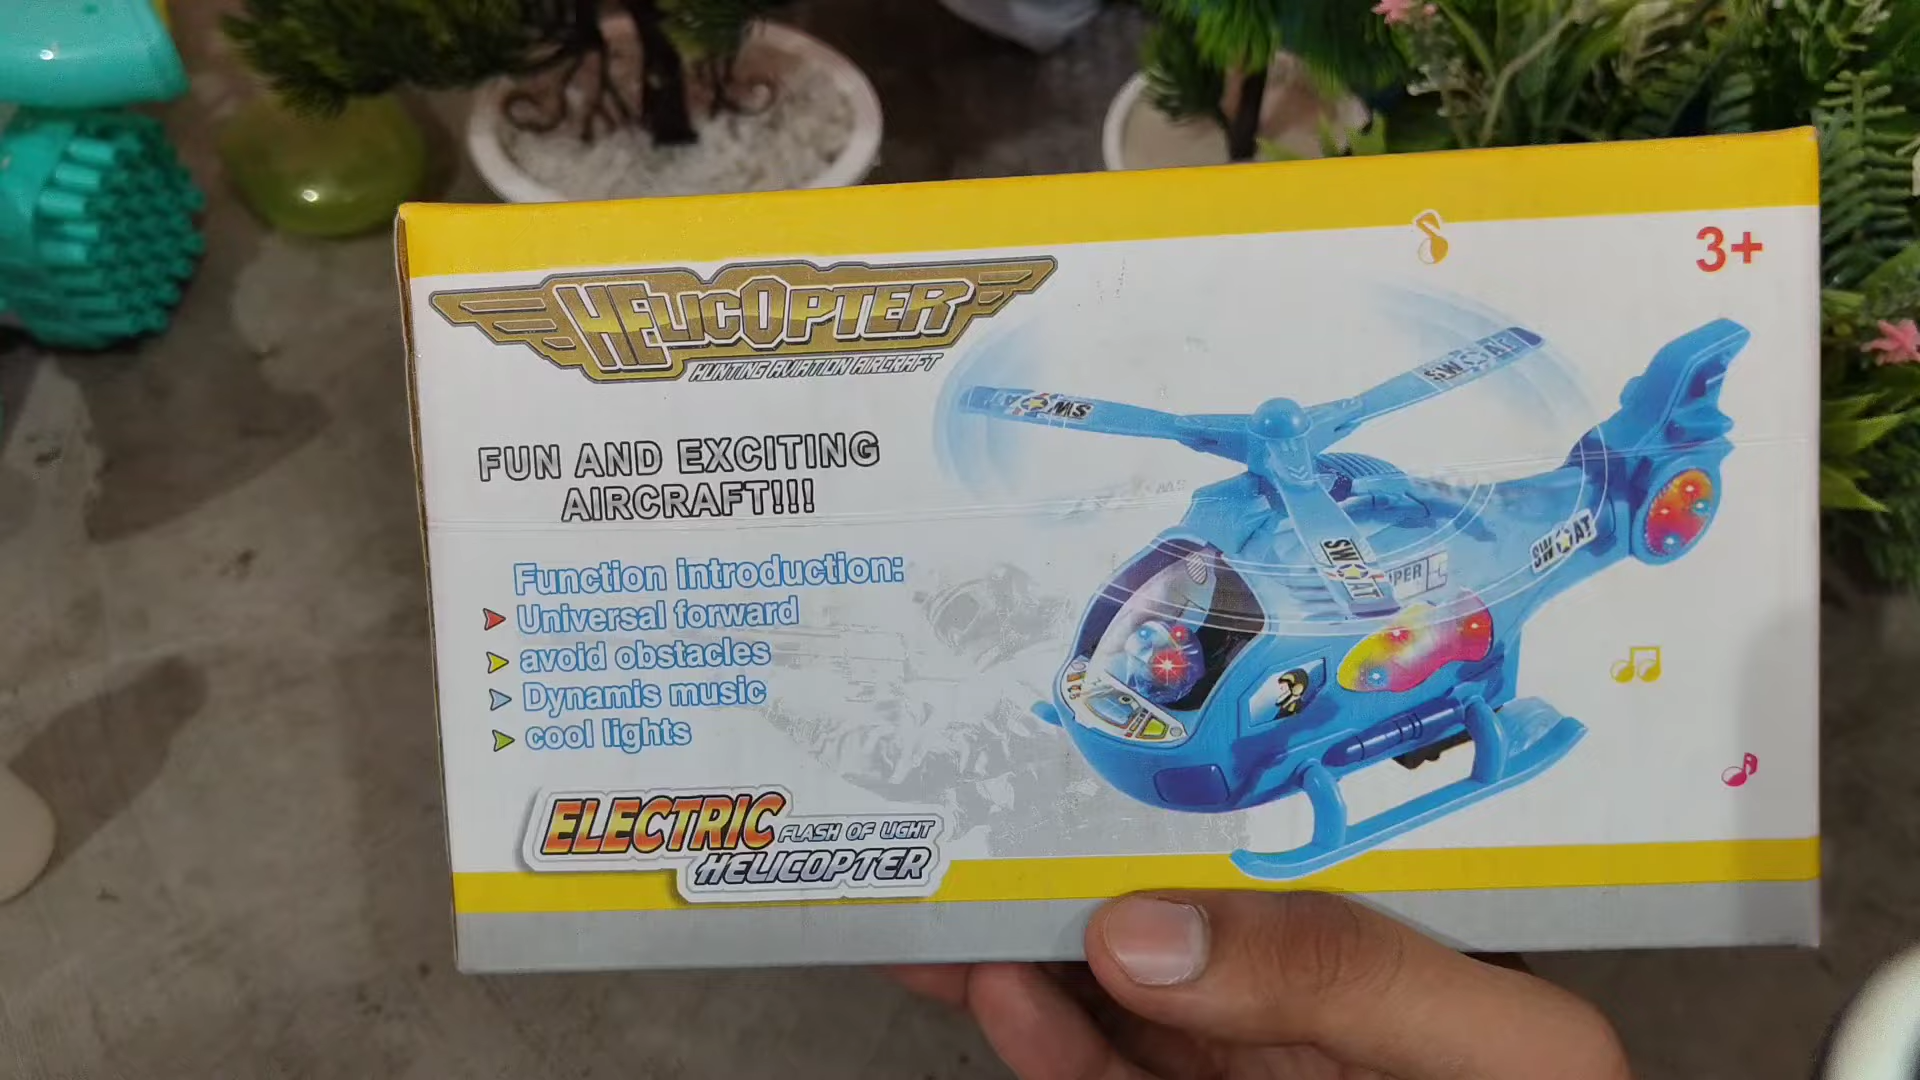 HELICOPTER
HUNTING AVIATION AIRCRAFT
3+
FUN AND EXCITING
AIRCRAFT!!!
Function introduction:
Universal forward
avoid obstacles
Dynamis music
cool lights
ELECTRIC
FLASH OF LIGHT
HELICOPTER
SWAT
SWAT
SWAT
SWAT